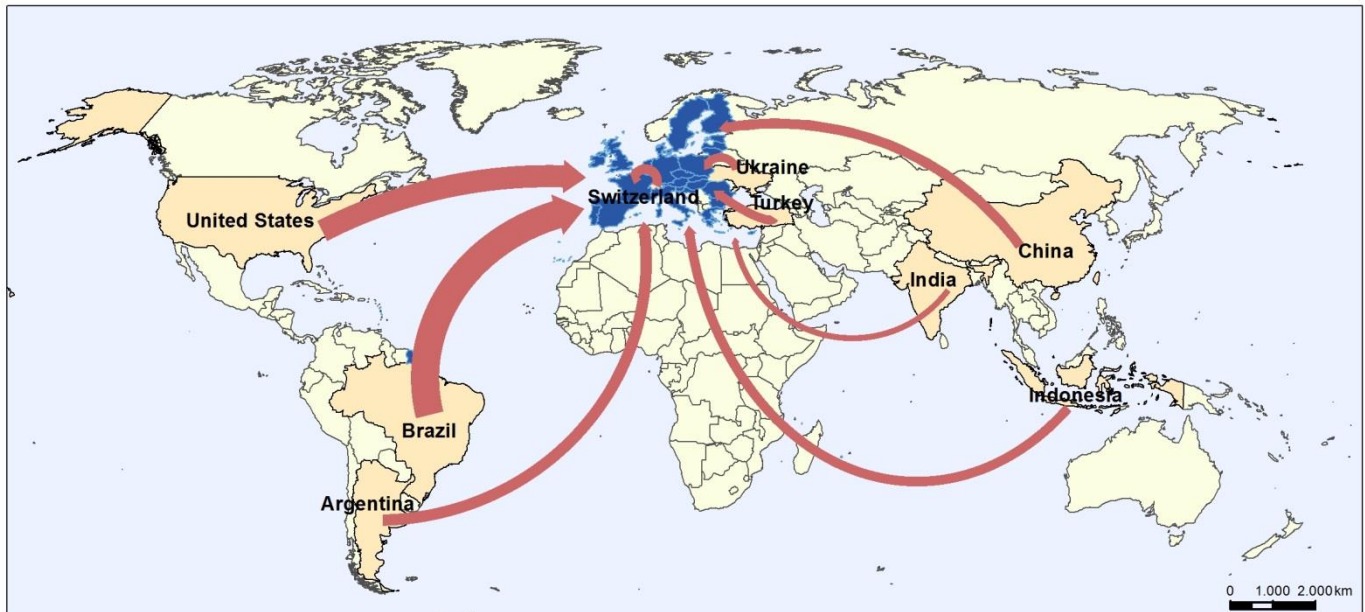 Ukraine
Switzerland
Turkey
United States
China
India
Indonesia
Brazil
Argentina
0 1.000 2.000 km